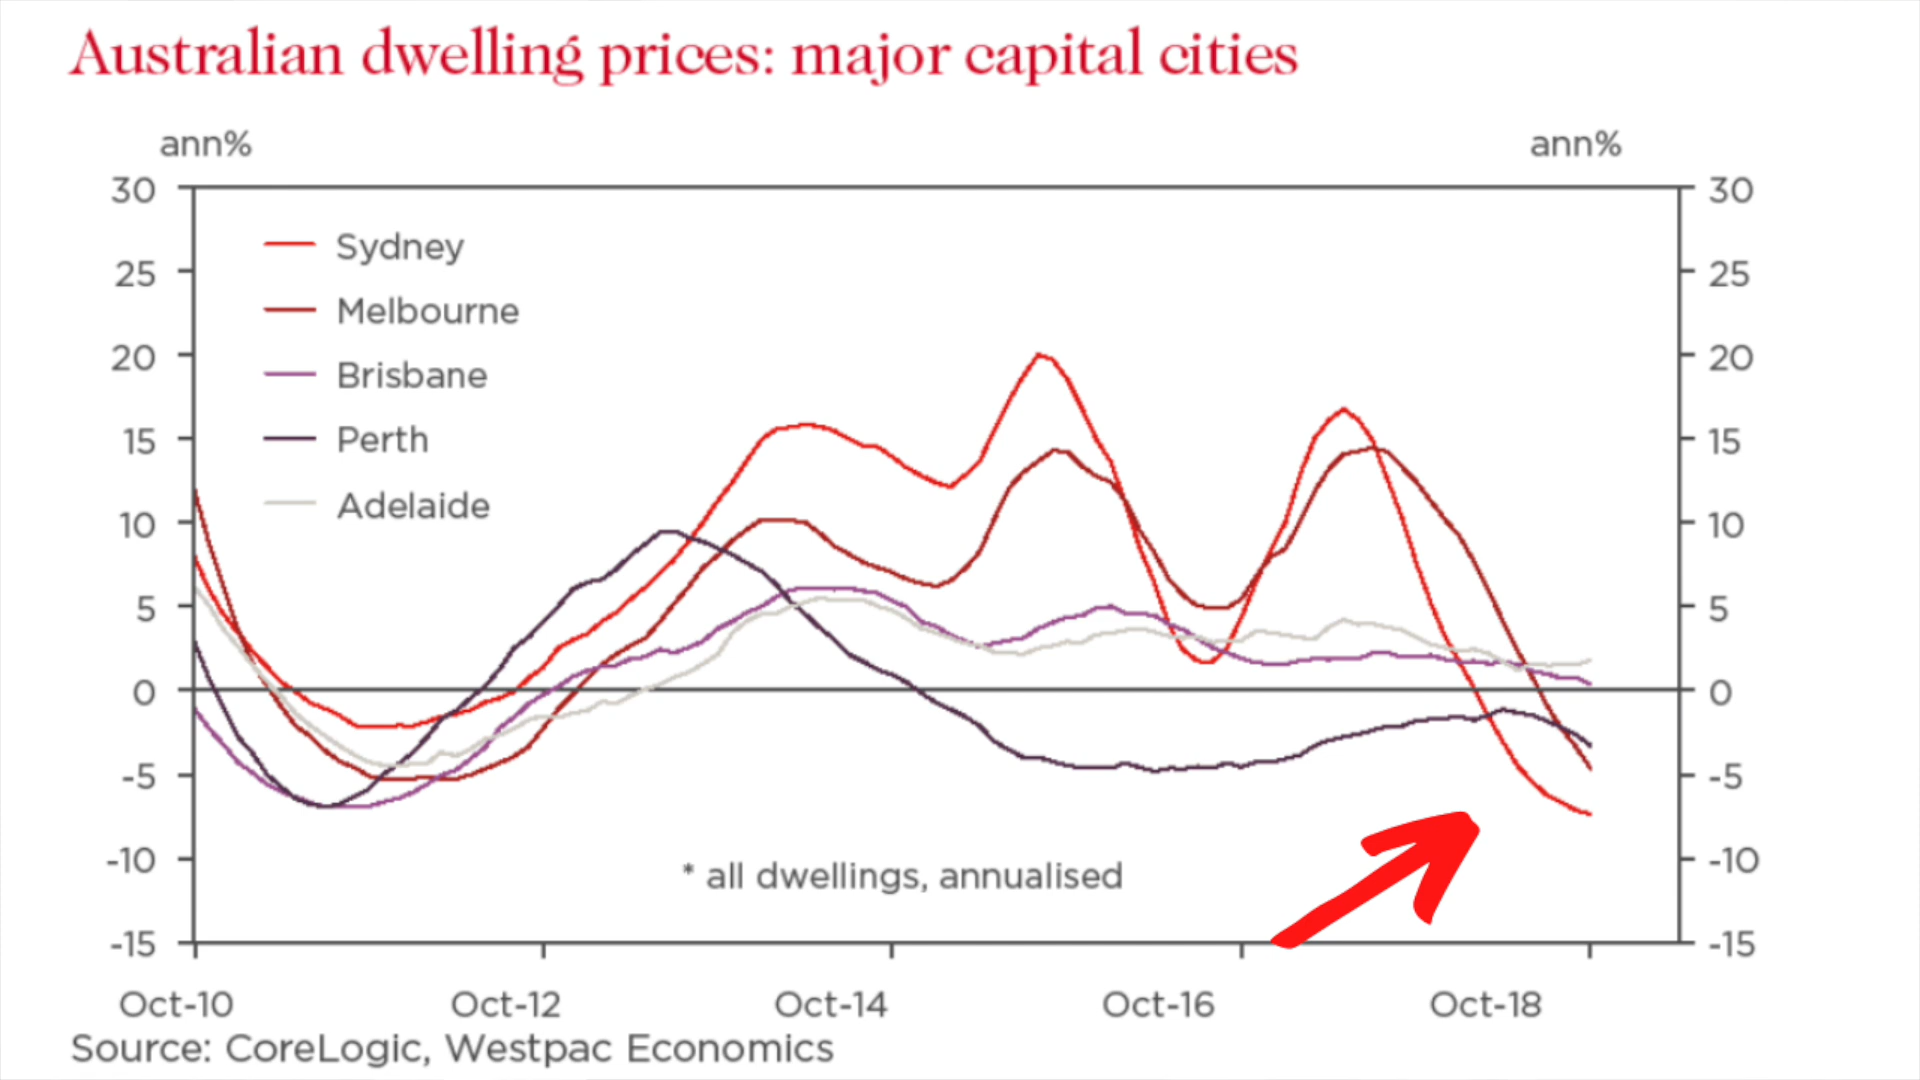 Australian dwelling prices: major capital cities
ann% ann%
30 30
Sydney
25 25
Melbourne
20 20
Brisbane
15 Perth 15
Adelaide
10 10
5 5
0 0
-5 -5
-10 -10
* all dwellings, annualised
-15 -15
Oct-10 Oct-12 Oct-14 Oct-16 Oct-18
Source: CoreLogic, Westpac Economics